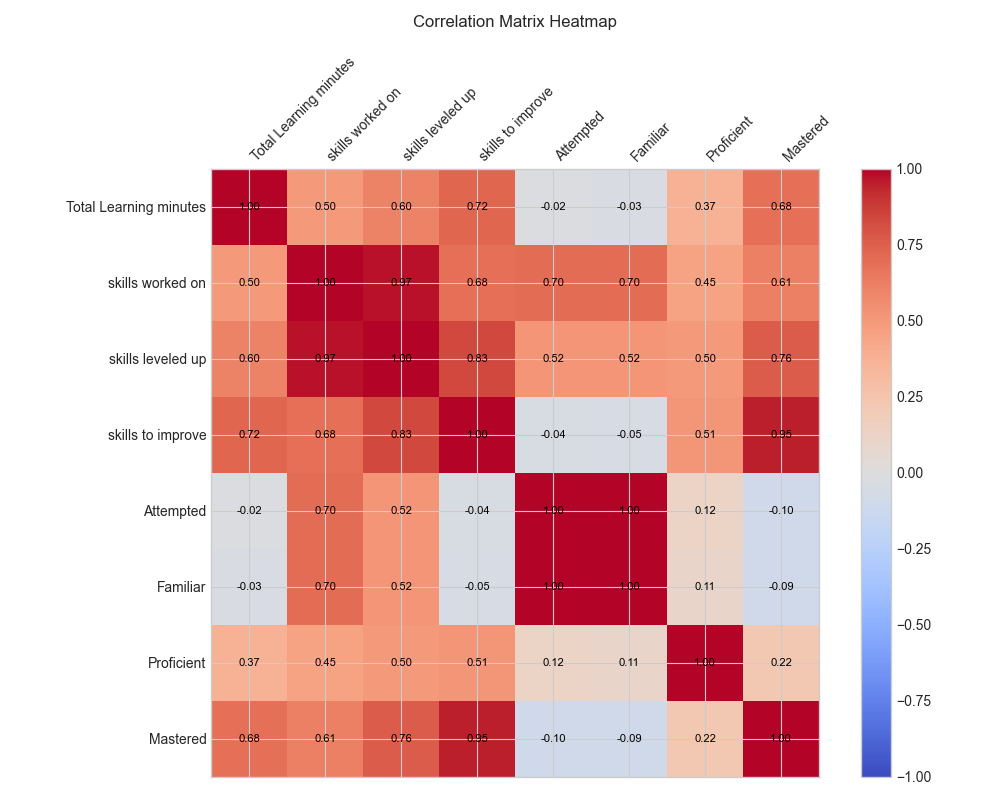 Correlation Matrix Heatmap
Total Learning minutes
skills worked on
skills leveled up
skills to improve
Attempted
Familiar
Proficient
Mastered
Total Learning minutes 1.00 0.50 0.60 0.72 -0.02 -0.03 0.37 0.68
skills worked on 0.50 1.00 0.97 0.68 0.70 0.70 0.45 0.61
skills leveled up 0.60 0.97 1.00 0.83 0.52 0.52 0.50 0.76
skills to improve 0.72 0.68 0.83 1.00 -0.04 -0.05 0.51 0.95
Attempted -0.02 0.70 0.52 -0.04 1.00 1.00 0.12 -0.10
Familiar -0.03 0.70 0.52 -0.05 1.00 1.00 0.11 -0.09
Proficient 0.37 0.45 0.50 0.51 0.12 0.11 1.00 0.22
Mastered 0.68 0.61 0.76 0.95 -0.10 -0.09 0.22 1.00
1.00
0.75
0.50
0.25
0.00
−0.25
−0.50
−0.75
−1.00